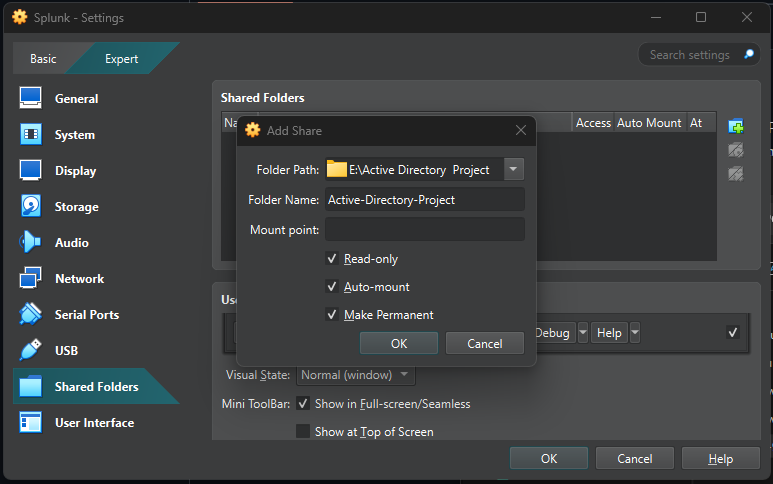 Splunk - Settings
Basic
Expert
Search settings
General
System
Display
Storage
Audio
Network
Serial Ports
USB
Shared Folders
User Interface
Shared Folders
Access
Auto Mount
At
Add Share
Folder Path:
E:\Active Directory  Project
Folder Name:
Active-Directory-Project
Mount point:
Read-only
Auto-mount
Make Permanent
OK
Cancel
Debug
Help
Visual State:
Normal (window)
Mini ToolBar:
Show in Full-screen/Seamless
Show at Top of Screen
OK
Cancel
Help